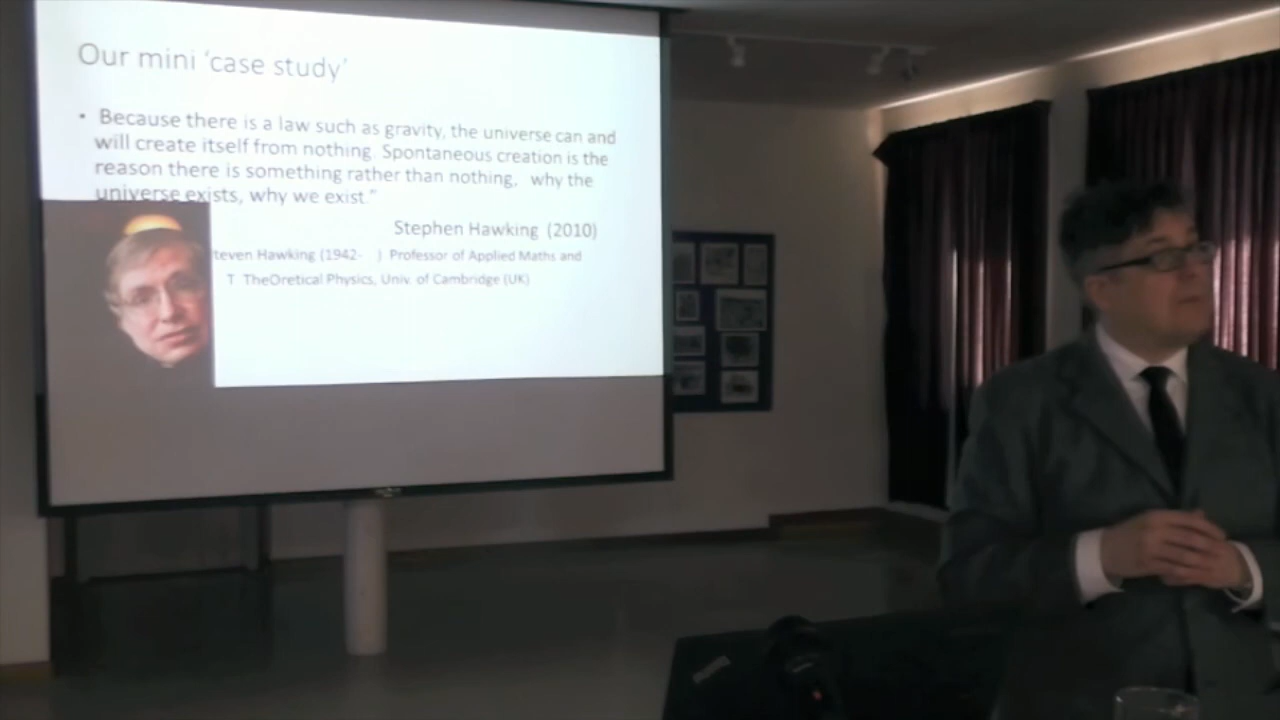 Our mini 'case study'
• Because there is a law such as gravity, the universe can and
will create itself from nothing. Spontaneous creation is the
reason there is something rather than nothing, why the
universe exists, why we exist."
Stephen Hawking (2010)
teven Hawking (1942- ) Professor of Applied Maths and
T TheOretical Physics, Univ. of Cambridge (UK)